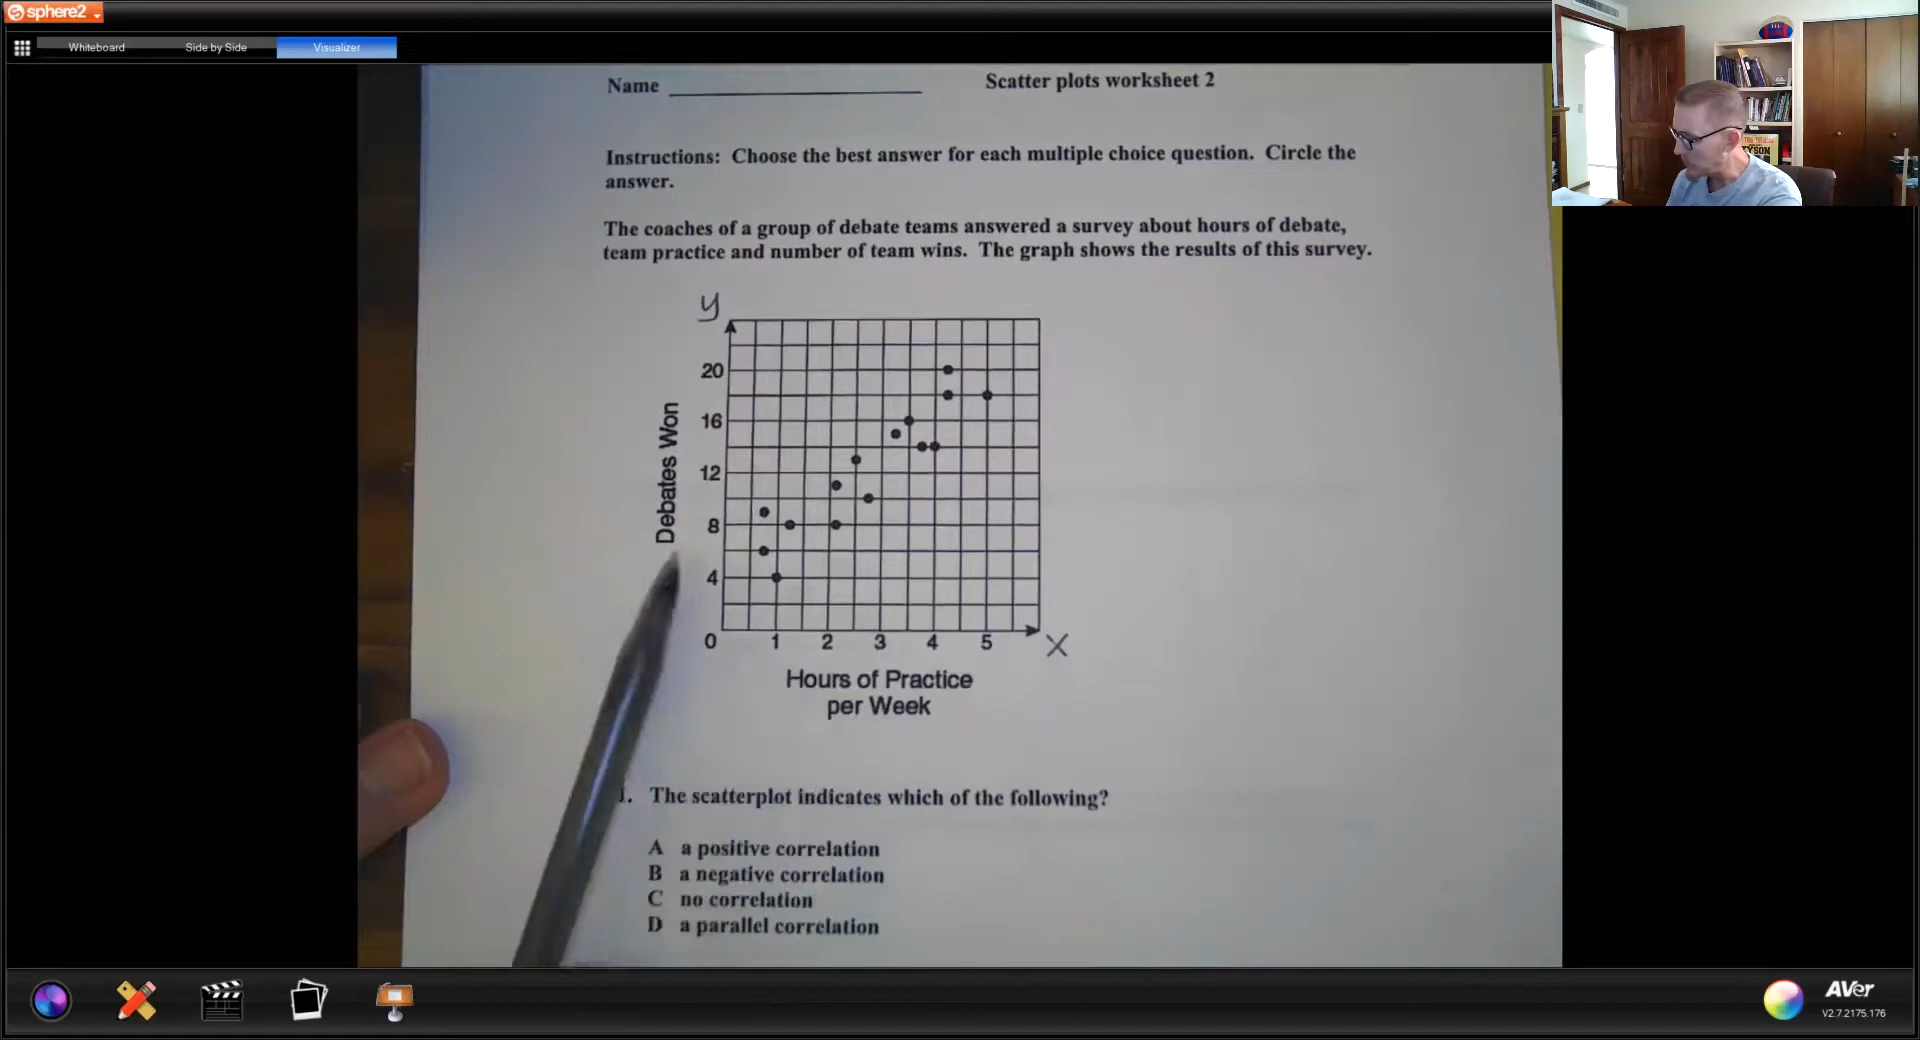 sphere2
Whiteboard
Side by Side
Visualizer
Name
Scatter plots worksheet 2
Instructions: Choose the best answer for each multiple choice question. Circle the
answer.
The coaches of a group of debate teams answered a survey about hours of debate,
team practice and number of team wins. The graph shows the results of this survey.
y
20
16
12
8
4
0
1 2 3 4 5
x
Debates Won
Hours of Practice
per Week
1. The scatterplot indicates which of the following?
A a positive correlation
B a negative correlation
C no correlation
D a parallel correlation
TYSON
AVer
V2.7.2175.176